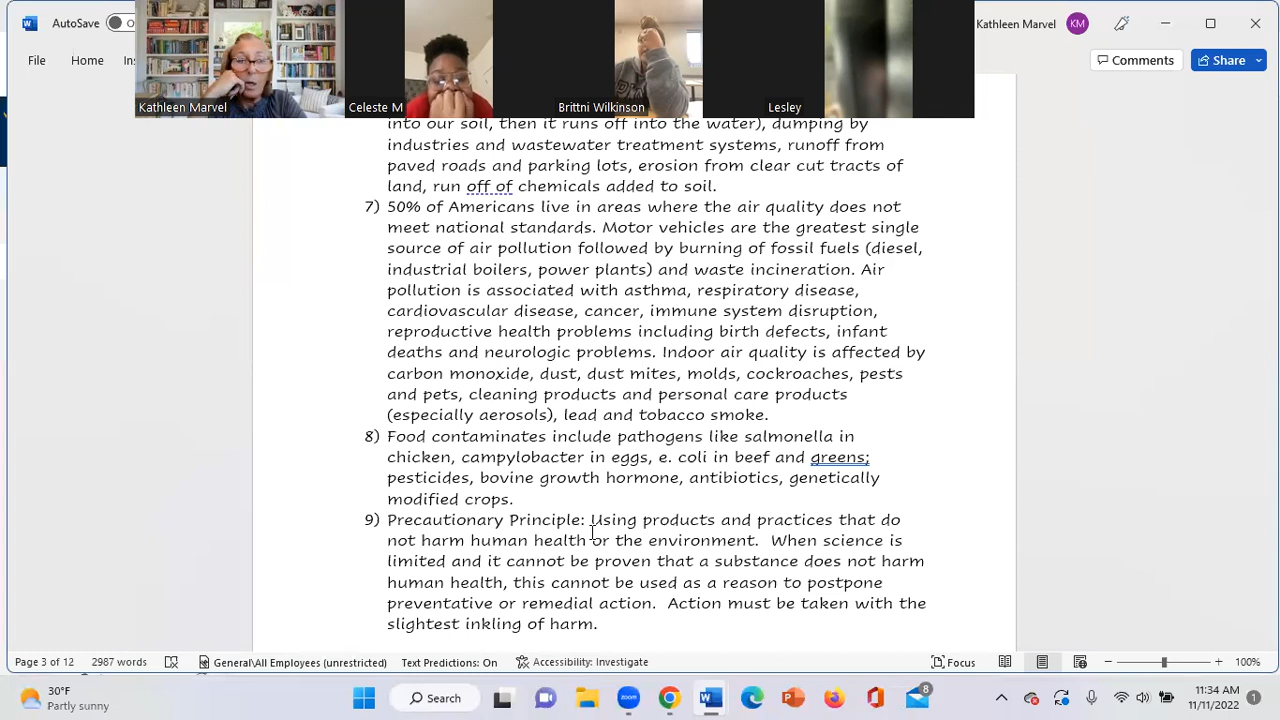 AutoSave
Kathleen Marvel KM
File Home Ins
Comments Share
Kathleen Marvel Celeste M Brittni Wilkinson Lesley
into our soil, then it runs off into the water), dumping by
industries and wastewater treatment systems, runoff from
paved roads and parking lots, erosion from clear cut tracts of
land, run off of chemicals added to soil.
7) 50% of Americans live in areas where the air quality does not
meet national standards. Motor vehicles are the greatest single
source of air pollution followed by burning of fossil fuels (diesel,
industrial boilers, power plants) and waste incineration. Air
pollution is associated with asthma, respiratory disease,
cardiovascular disease, cancer, immune system disruption,
reproductive health problems including birth defects, infant
deaths and neurologic problems. Indoor air quality is affected by
carbon monoxide, dust, dust mites, molds, cockroaches, pests
and pets, cleaning products and personal care products
(especially aerosols), lead and tobacco smoke.
8) Food contaminates include pathogens like salmonella in
chicken, campylobacter in eggs, e. coli in beef and greens;
pesticides, bovine growth hormone, antibiotics, genetically
modified crops.
9) Precautionary Principle: Using products and practices that do
not harm human health or the environment. When science is
limited and it cannot be proven that a substance does not harm
human health, this cannot be used as a reason to postpone
preventative or remedial action. Action must be taken with the
slightest inkling of harm.
Page 3 of 12 2987 words General\All Employees (unrestricted) Text Predictions: On Accessibility: Investigate Focus 100%
30°F
Partly sunny
Search
zoom
8
11:34 AM
11/11/2022
1